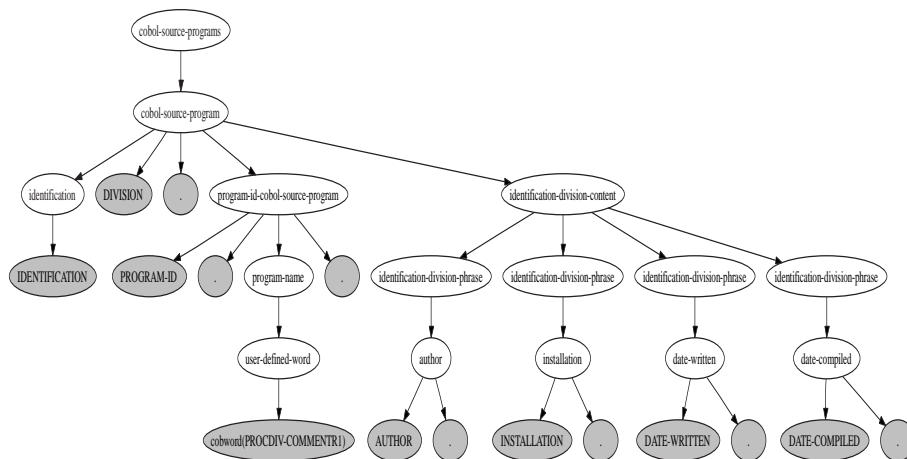 cobol-source-programs
cobol-source-program
identification DIVISION . program-id-cobol-source-program identification-division-content
IDENTIFICATION PROGRAM-ID . program-name . identification-division-phrase identification-division-phrase identification-division-phrase identification-division-phrase
user-defined-word author installation date-written date-compiled
cobword(PROCDIV-COMMENTR1) AUTHOR . INSTALLATION . DATE-WRITTEN . DATE-COMPILED .